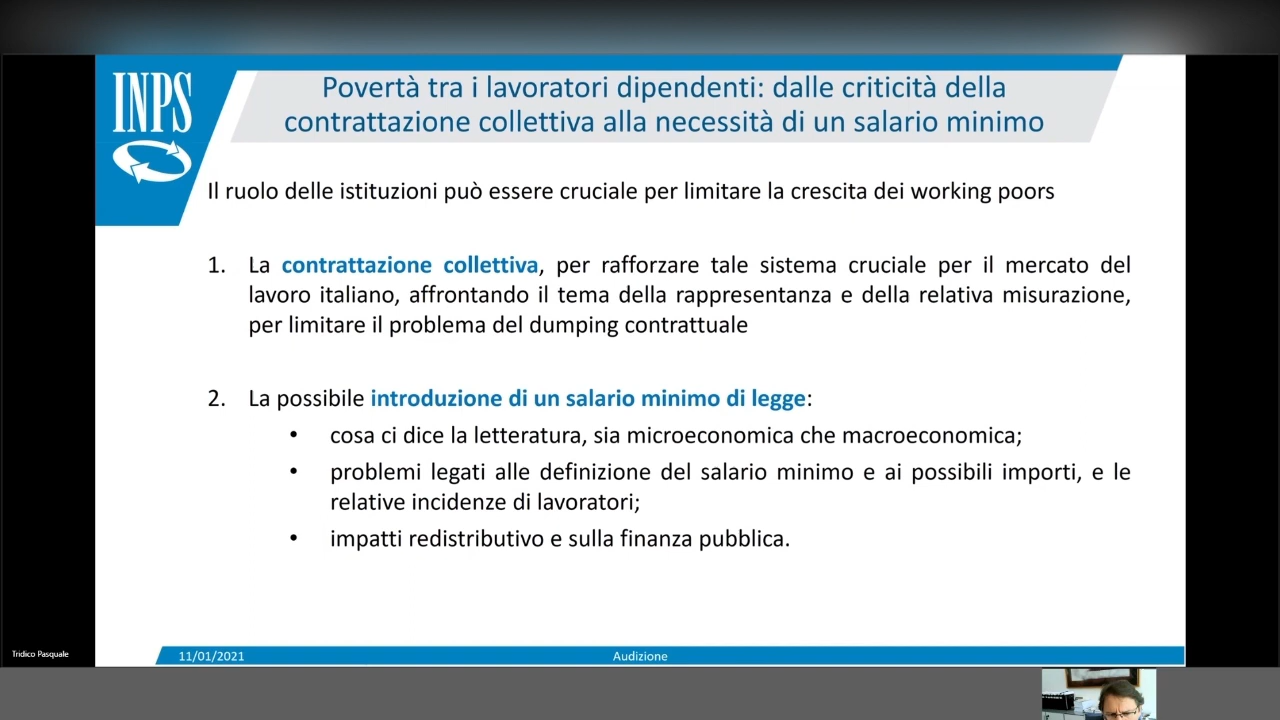 INPS
Povertà tra i lavoratori dipendenti: dalle criticità della
contrattazione collettiva alla necessità di un salario minimo
Il ruolo delle istituzioni può essere cruciale per limitare la crescita dei working poors
1. La contrattazione collettiva, per rafforzare tale sistema cruciale per il mercato del
lavoro italiano, affrontando il tema della rappresentanza e della relativa misurazione,
per limitare il problema del dumping contrattuale
2. La possibile introduzione di un salario minimo di legge:
• cosa ci dice la letteratura, sia microeconomica che macroeconomica;
• problemi legati alle definizione del salario minimo e ai possibili importi, e le
relative incidenze di lavoratori;
• impatti redistributivo e sulla finanza pubblica.
Tridico Pasquale
11/01/2021
Audizione